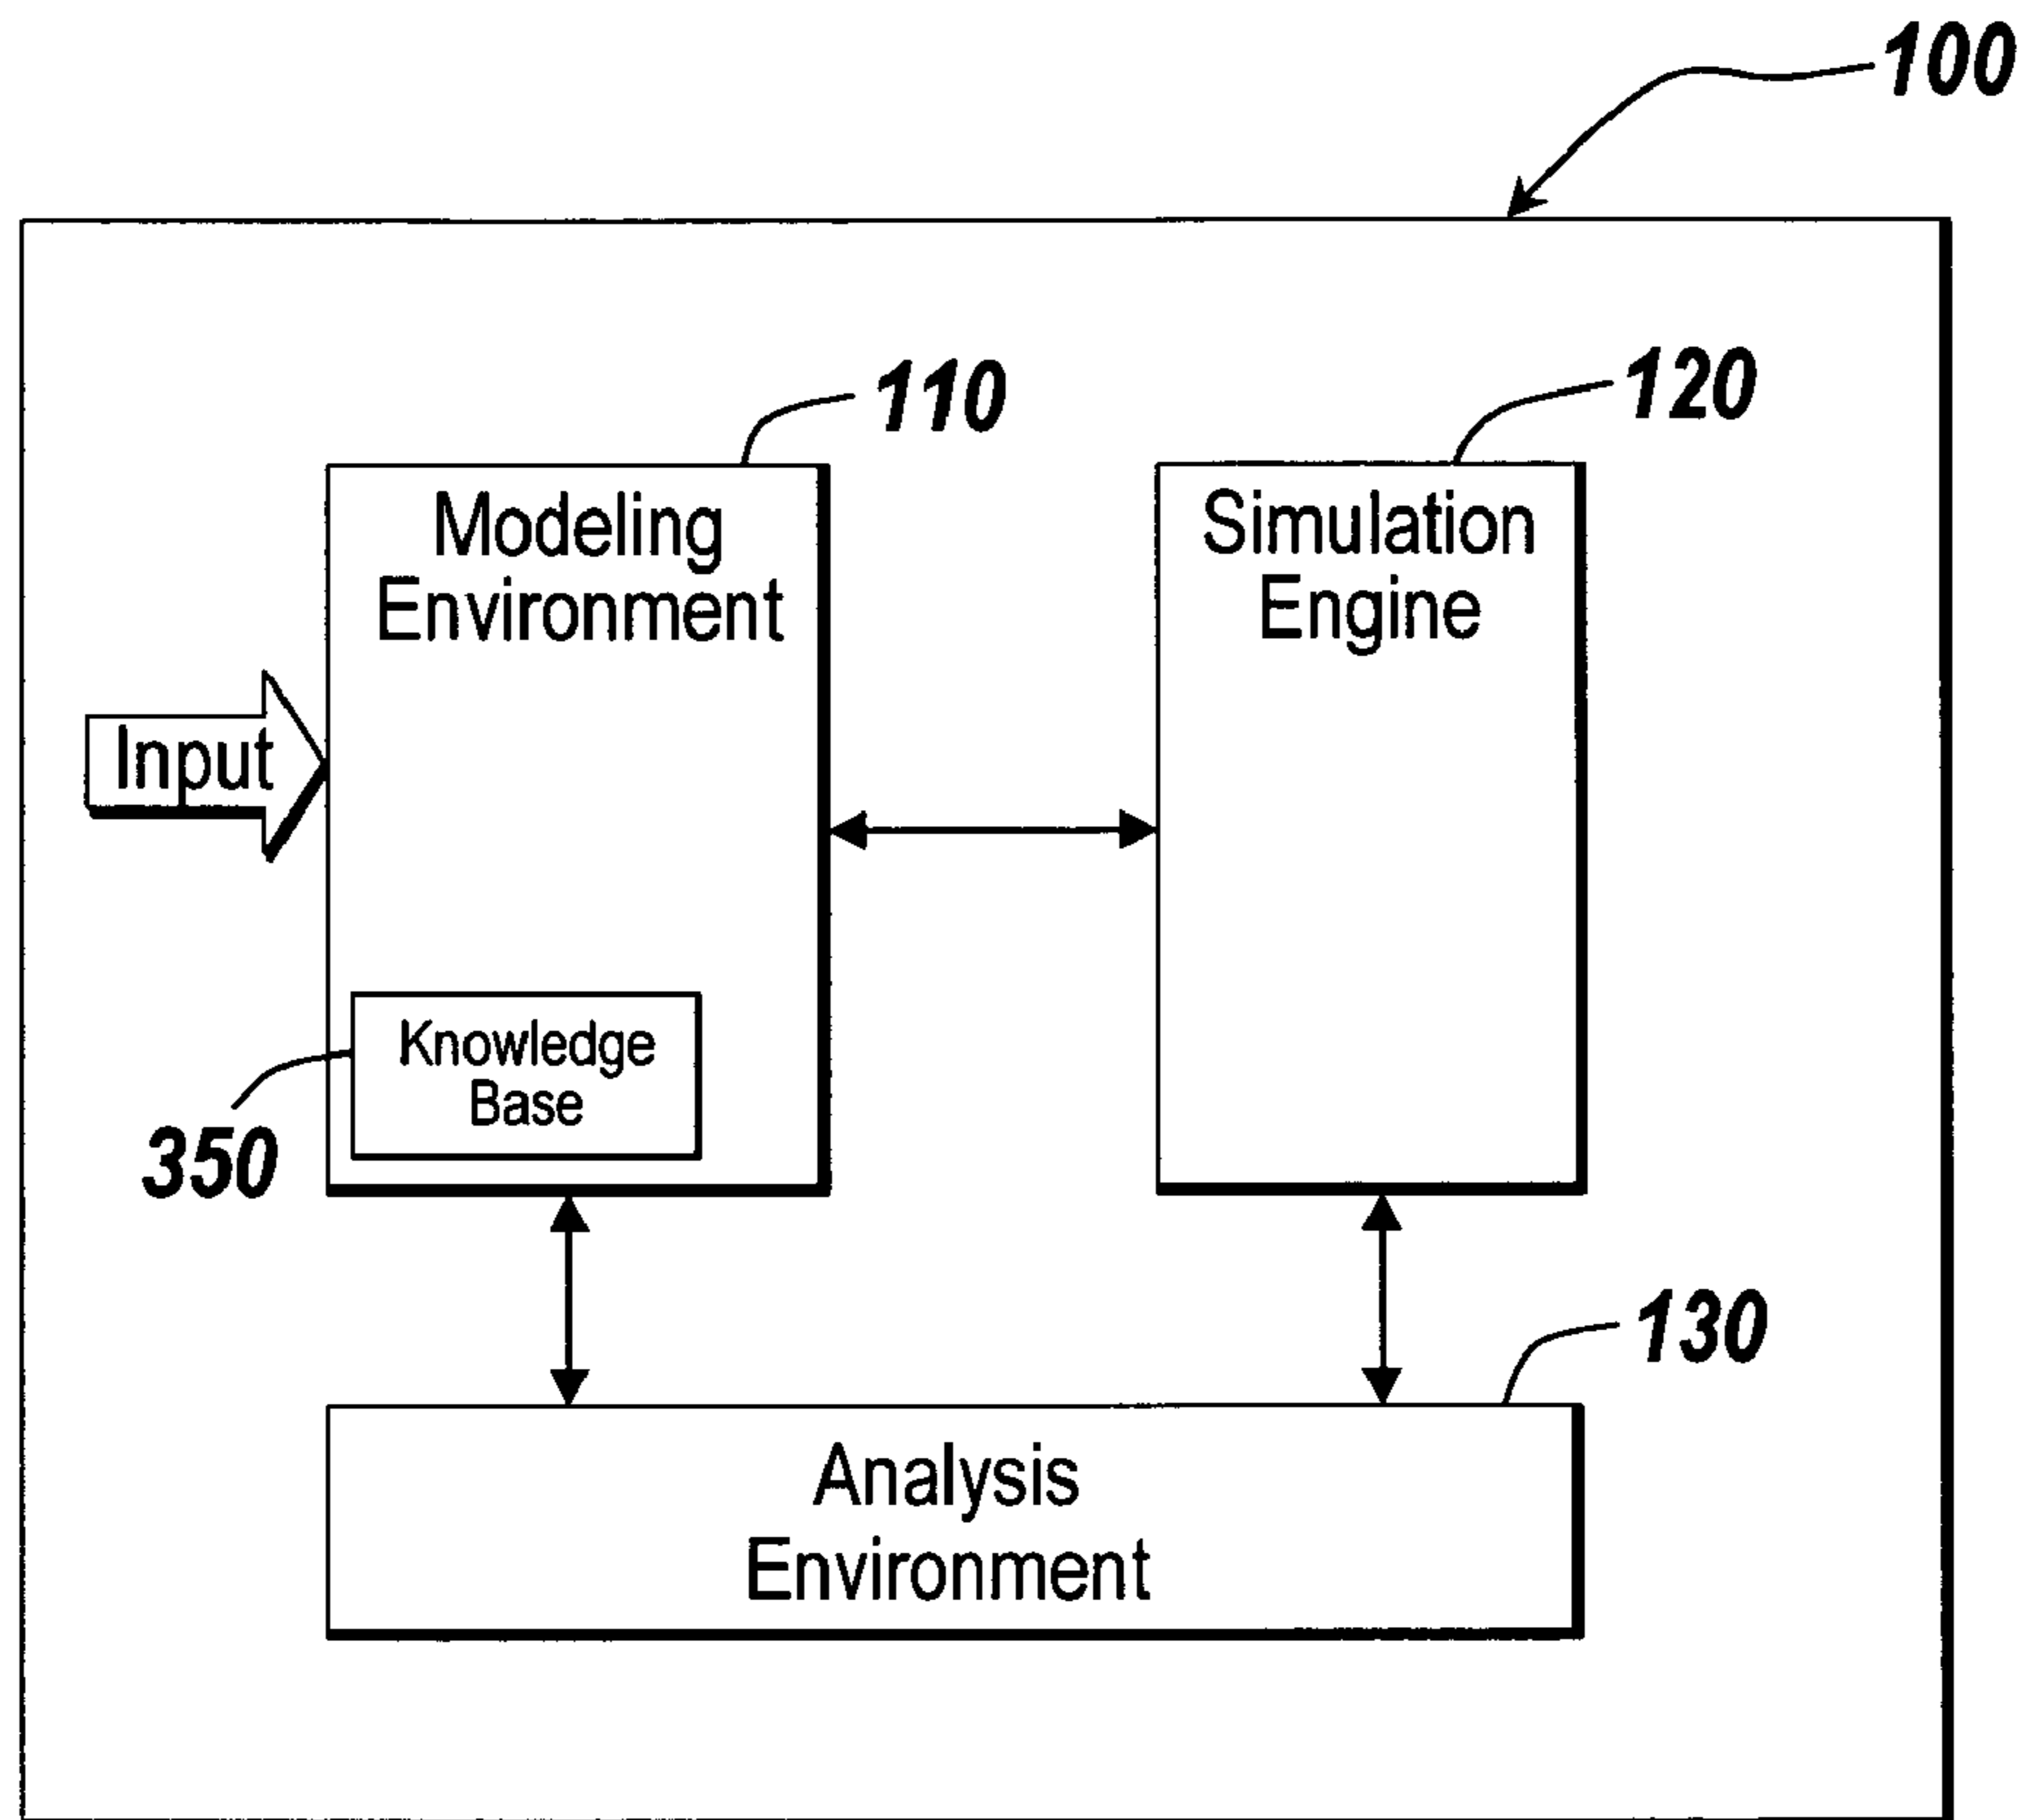 100
110
120
Modeling
Environment
Simulation
Engine
Input
Knowledge
Base
350
130
Analysis
Environment